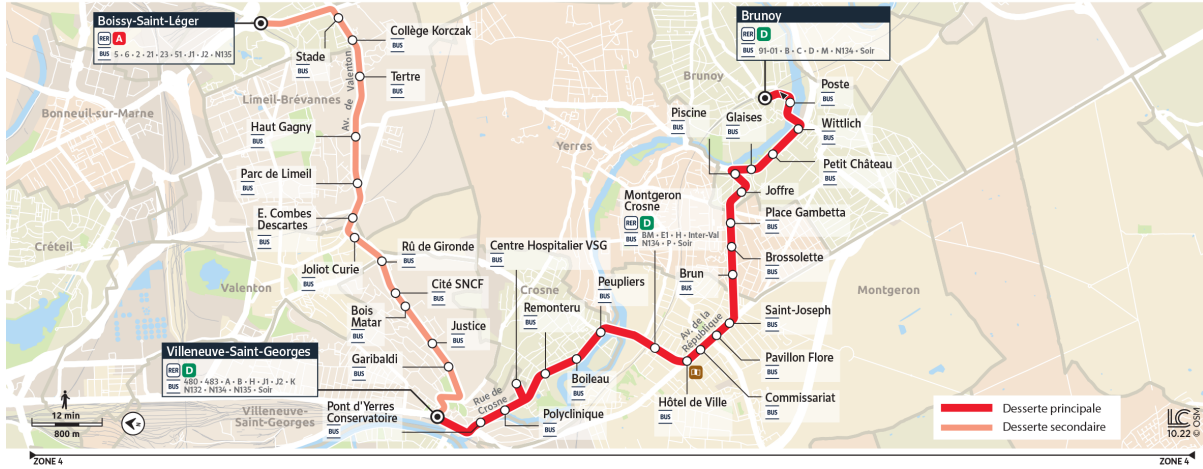 Boissy-Saint-Léger
RER A
BUS 5 • 6 • 2 • 21 • 23 • 51 • J1 • J2 • N135
Stade
BUS
Collège Korczak
BUS
Tertre
BUS
Av. de Valenton
Limeil-Brévannes
Bonneuil-sur-Marne
Haut Gagny
BUS
Parc de Limeil
BUS
E. Combes
Descartes
BUS
Créteil
Joliot Curie
BUS
Valenton
Rû de Gironde
BUS
Cité SNCF
BUS
Bois
Matar
BUS
Justice
BUS
Garibaldi
BUS
Villeneuve-Saint-Georges
RER D
BUS 480 • 483 • A • B • H • J1 • J2 • K
N132 • N134 • N135 • Soir
Villeneuve-
Saint-Georges
Pont d'Yerres
Conservatoire
BUS
Rue de
Crosne
Centre Hospitalier VSG
BUS
Crosne
Polyclinique
BUS
Remonteru
BUS
Boileau
BUS
Peupliers
BUS
Yerres
Montgeron
Crosne
RER D
BUS BM • E1 • H • Inter-Val
N134 • P • Soir
Hôtel de Ville
BUS
Av. de la
République
Commissariat
BUS
Pavillon Flore
BUS
Saint-Joseph
BUS
Montgeron
Brun
BUS
Brossolette
BUS
Place Gambetta
BUS
Joffre
BUS
Piscine
BUS
Glaises
BUS
Petit Château
BUS
Wittlich
BUS
Poste
BUS
Brunoy
Brunoy
RER D
BUS 91-01 • B • C • D • M • N134 • Soir
12 min
800 m
Desserte principale
Desserte secondaire
LC
10.22 © OSM
ZONE 4
ZONE 4